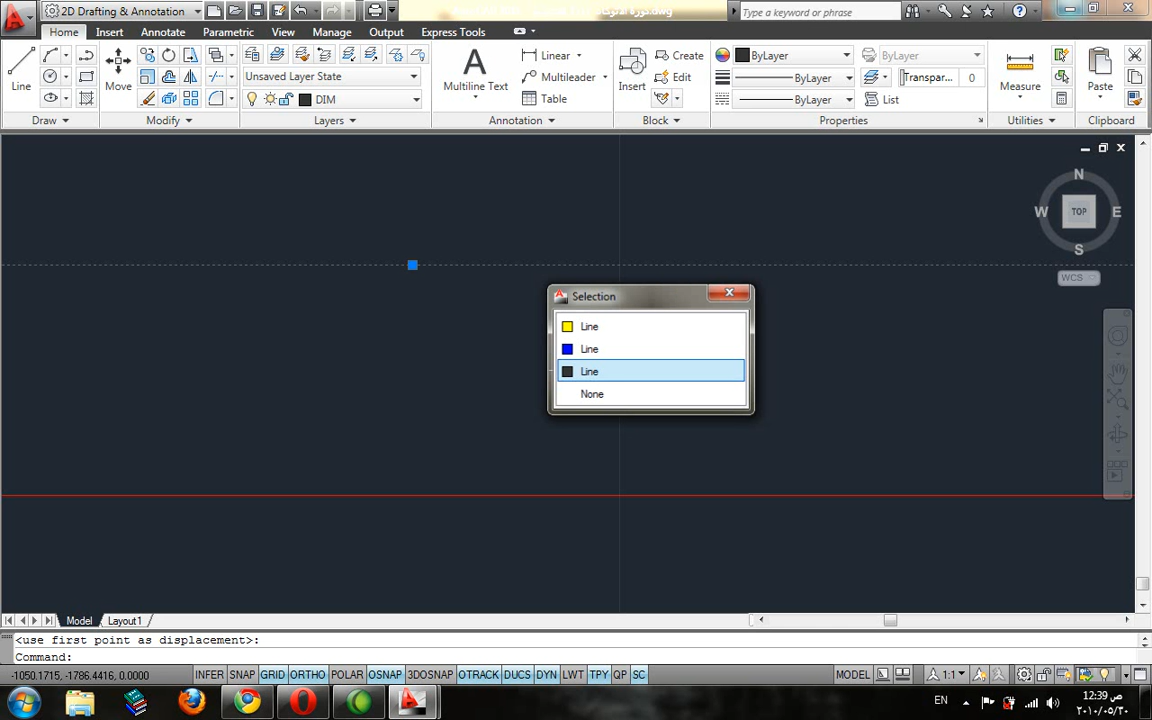 2D Drafting & Annotation
.dwg
Type a keyword or phrase
Home Insert Annotate Parametric View Manage Output Express Tools
Line
Move
Unsaved Layer State
DIM
Multiline Text
Linear
Multileader
Table
Insert
Create
Edit
ByLayer
ByLayer
ByLayer
ByLayer
Transpar... 0
List
Measure
Paste
Draw Modify Layers Annotation Block Properties Utilities Clipboard
N
W TOP E
S
WCS
Selection
Line
Line
Line
None
Model Layout1
<use first point as displacement>:
Command:
-1050.1715, -1786.4416, 0.0000 INFER SNAP GRID ORTHO POLAR OSNAP 3DOSNAP OTRACK DUCS DYN LWT TPY QP SC MODEL 1:1
EN
12:39 ص
٢٠١٠/٠٥/٢٠